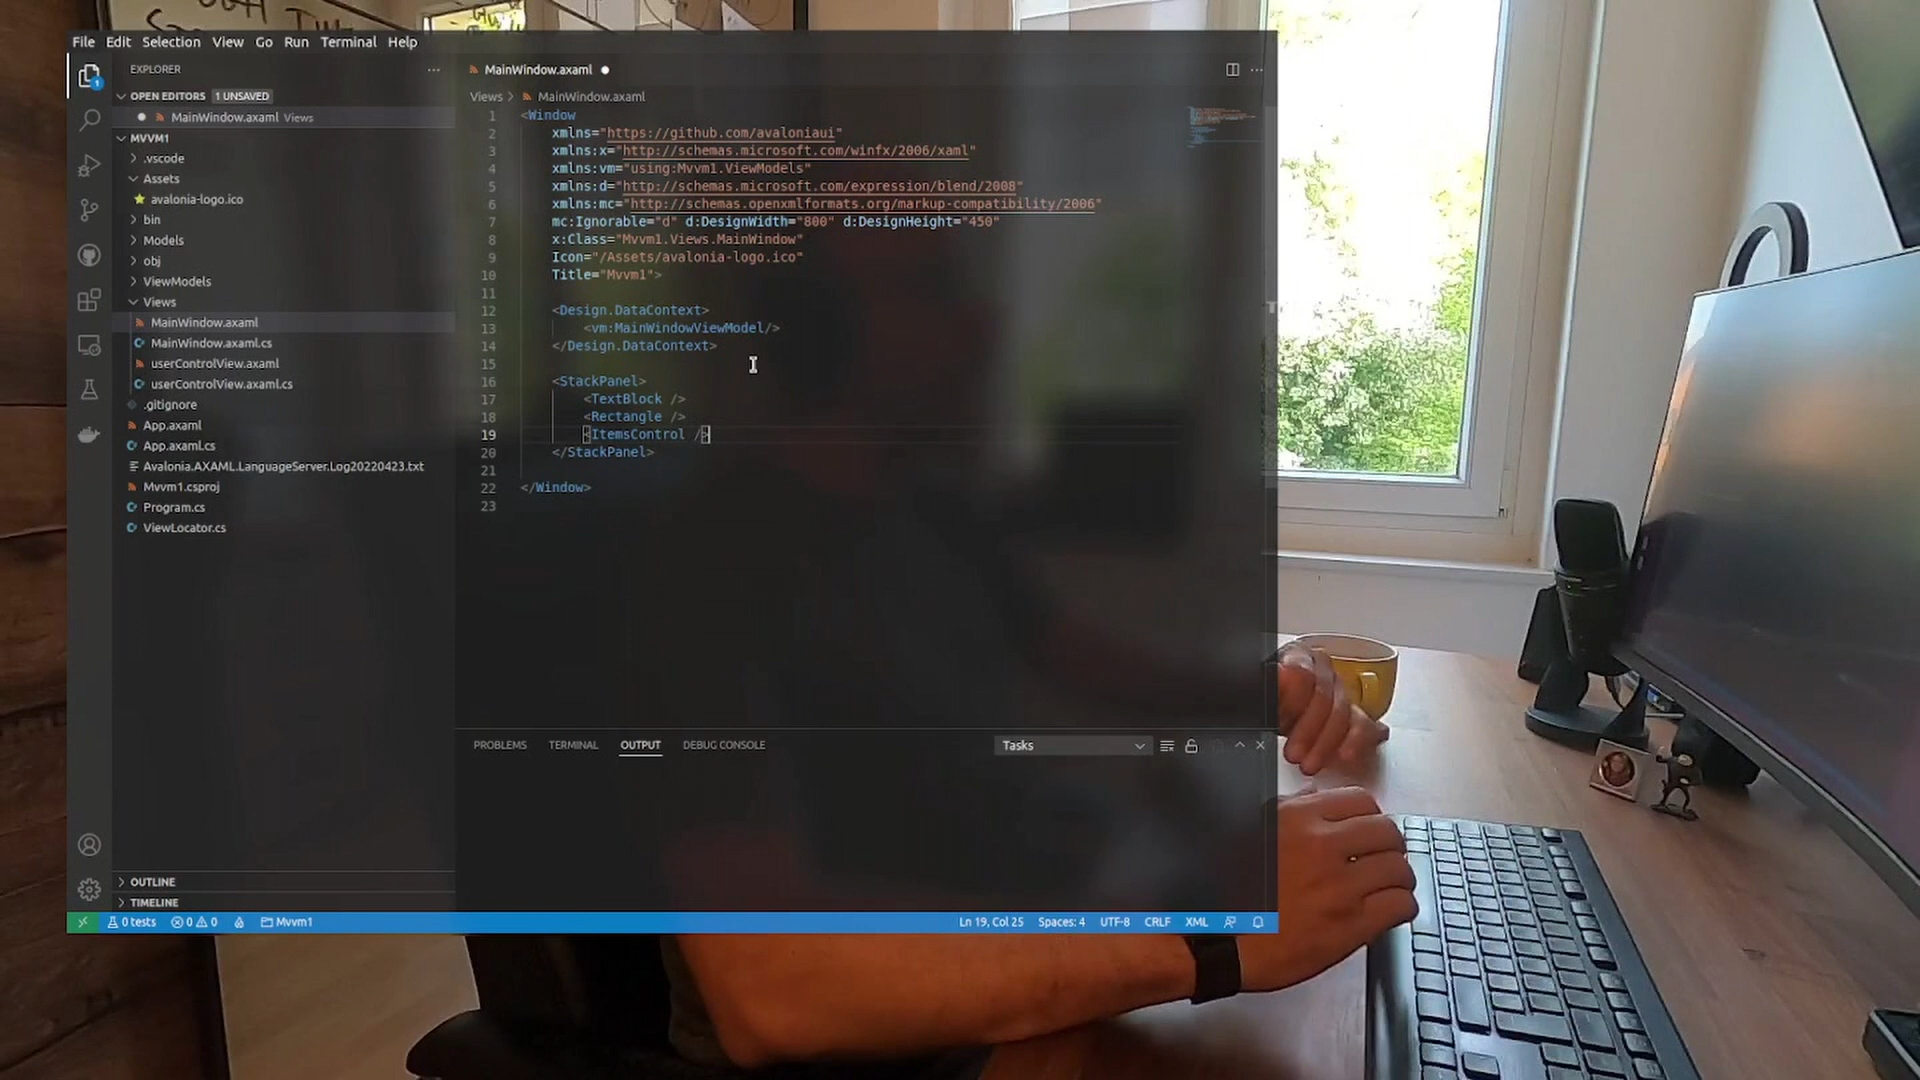 File Edit Selection View Go Run Terminal Help
EXPLORER
OPEN EDITORS 1 UNSAVED
MainWindow.axaml Views
MVVM1
.vscode
Assets
avalonia-logo.ico
bin
Models
obj
ViewModels
Views
MainWindow.axaml
MainWindow.axaml.cs
userControlView.axaml
userControlView.axaml.cs
.gitignore
App.axaml
App.axaml.cs
Avalonia.AXAML.LanguageServer.Log20220423.txt
Mvvm1.csproj
Program.cs
ViewLocator.cs
OUTLINE
TIMELINE
MainWindow.axaml
Views > MainWindow.axaml
1 <Window
2 xmlns="https://github.com/avaloniaui"
3 xmlns:x="http://schemas.microsoft.com/winfx/2006/xaml"
4 xmlns:vm="using:Mvvm1.ViewModels"
5 xmlns:d="http://schemas.microsoft.com/expression/blend/2008"
6 xmlns:mc="http://schemas.openxmlformats.org/markup-compatibility/2006"
7 mc:Ignorable="d" d:DesignWidth="800" d:DesignHeight="450"
8 x:Class="Mvvm1.Views.MainWindow"
9 Icon="/Assets/avalonia-logo.ico"
10 Title="Mvvm1">
11
12 <Design.DataContext>
13 <vm:MainWindowViewModel/>
14 </Design.DataContext>
15
16 <StackPanel>
17 <TextBlock />
18 <Rectangle />
19 <ItemsControl />
20 </StackPanel>
21
22 </Window>
23
PROBLEMS TERMINAL OUTPUT DEBUG CONSOLE Tasks
0 tests 0 0 Mvvm1 Ln 19, Col 25 Spaces: 4 UTF-8 CRLF XML